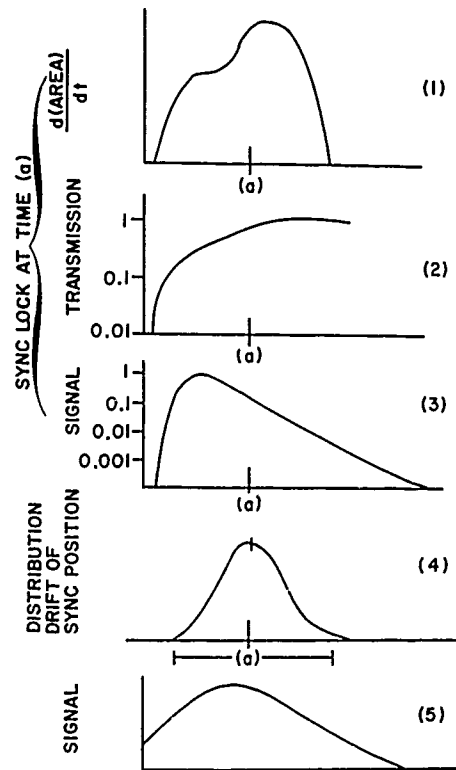 SYNC LOCK AT TIME (a)
d(AREA)
dt
(1)
(a)
TRANSMISSION
1
0.1
0.01
(2)
(a)
SIGNAL
1
0.1
0.01
0.001
(3)
(a)
DISTRIBUTION
DRIFT OF
SYNC POSITION
(4)
(a)
SIGNAL
(5)